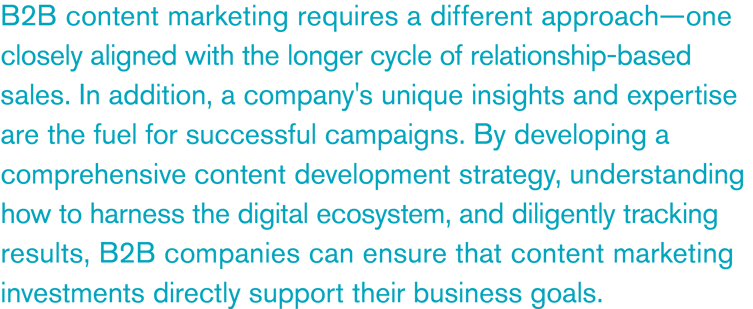 B2B content marketing requires a different approach—one
closely aligned with the longer cycle of relationship-based
sales. In addition, a company's unique insights and expertise
are the fuel for successful campaigns. By developing a
comprehensive content development strategy, understanding
how to harness the digital ecosystem, and diligently tracking
results, B2B companies can ensure that content marketing
investments directly support their business goals.